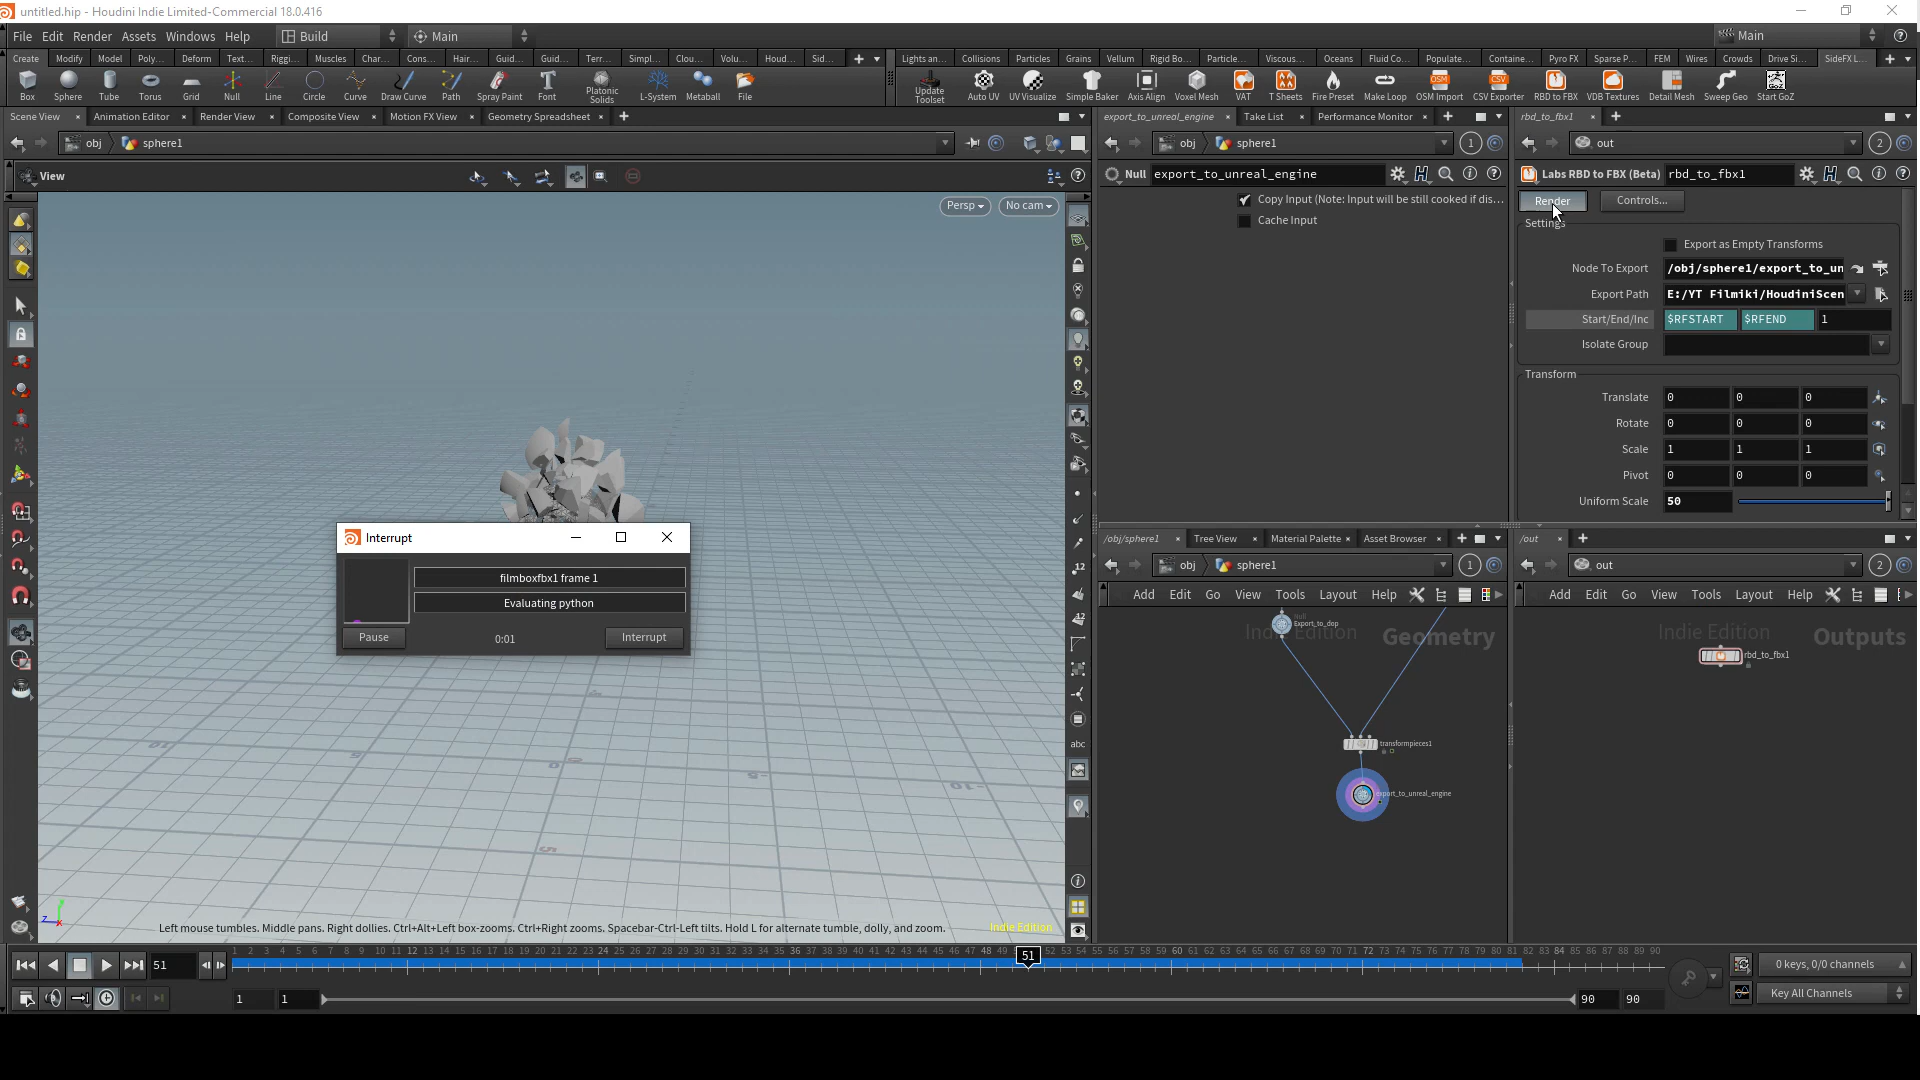 untitled.hip - Houdini Indie Limited-Commercial 18.0.416
File Edit Render Assets Windows Help Build Main Main
Create Modify Model Poly... Deform Text... Riggi... Muscles Char... Cons... Hair... Guid... Guid... Terr... Simpl... Clou... Volu... Houd... Sid...
Lights an... Collisions Particles Grains Vellum Rigid Bo... Particle... Viscous... Oceans Fluid Co... Populate... Containe... Pyro FX Sparse P... FEM Wires Crowds Drive Si... SideFX L...
Box Sphere Tube Torus Grid Null Line Circle Curve Draw Curve Path Spray Paint Font Platonic Solids L-System Metaball File
Update Toolset Auto UV UV Visualize Simple Baker Axis Align Voxel Mesh VAT T Sheets Fire Preset Make Loop OSM Import CSV Exporter RBD to FBX VDB Textures Detail Mesh Sweep Geo Start GoZ
Scene View Animation Editor Render View Composite View Motion FX View Geometry Spreadsheet
export_to_unreal_engine Take List Performance Monitor
rbd_to_fbx1
obj sphere1
obj sphere1 1
out 2
View
Null export_to_unreal_engine
Labs RBD to FBX (Beta) rbd_to_fbx1
Copy Input (Note: Input will be still cooked if dis...
Cache Input
Render Controls...
Settings
Export as Empty Transforms
Node To Export /obj/sphere1/export_to_un
Export Path E:/YT Filmiki/HoudiniScen
Start/End/Inc $RFSTART $RFEND 1
Isolate Group
Transform
Translate 0 0 0
Rotate 0 0 0
Scale 1 1 1
Pivot 0 0 0
Uniform Scale 50
Persp No cam
Interrupt
filmboxfbx1 frame 1
Evaluating python
Pause 0:01 Interrupt
/obj/sphere1 Tree View Material Palette Asset Browser
obj sphere1 1
Add Edit Go View Tools Layout Help
Indie Edition Geometry
Export_to_dop
transformpieces1
export_to_unreal_engine
/out
out 2
Add Edit Go View Tools Layout Help
Indie Edition Outputs
rbd_to_fbx1
abc
Left mouse tumbles. Middle pans. Right dollies. Ctrl+Alt+Left box-zooms. Ctrl+Right zooms. Spacebar-Ctrl-Left tilts. Hold L for alternate tumble, dolly, and zoom.
Indie Edition
51
51
1 1 90 90
0 keys, 0/0 channels
Key All Channels